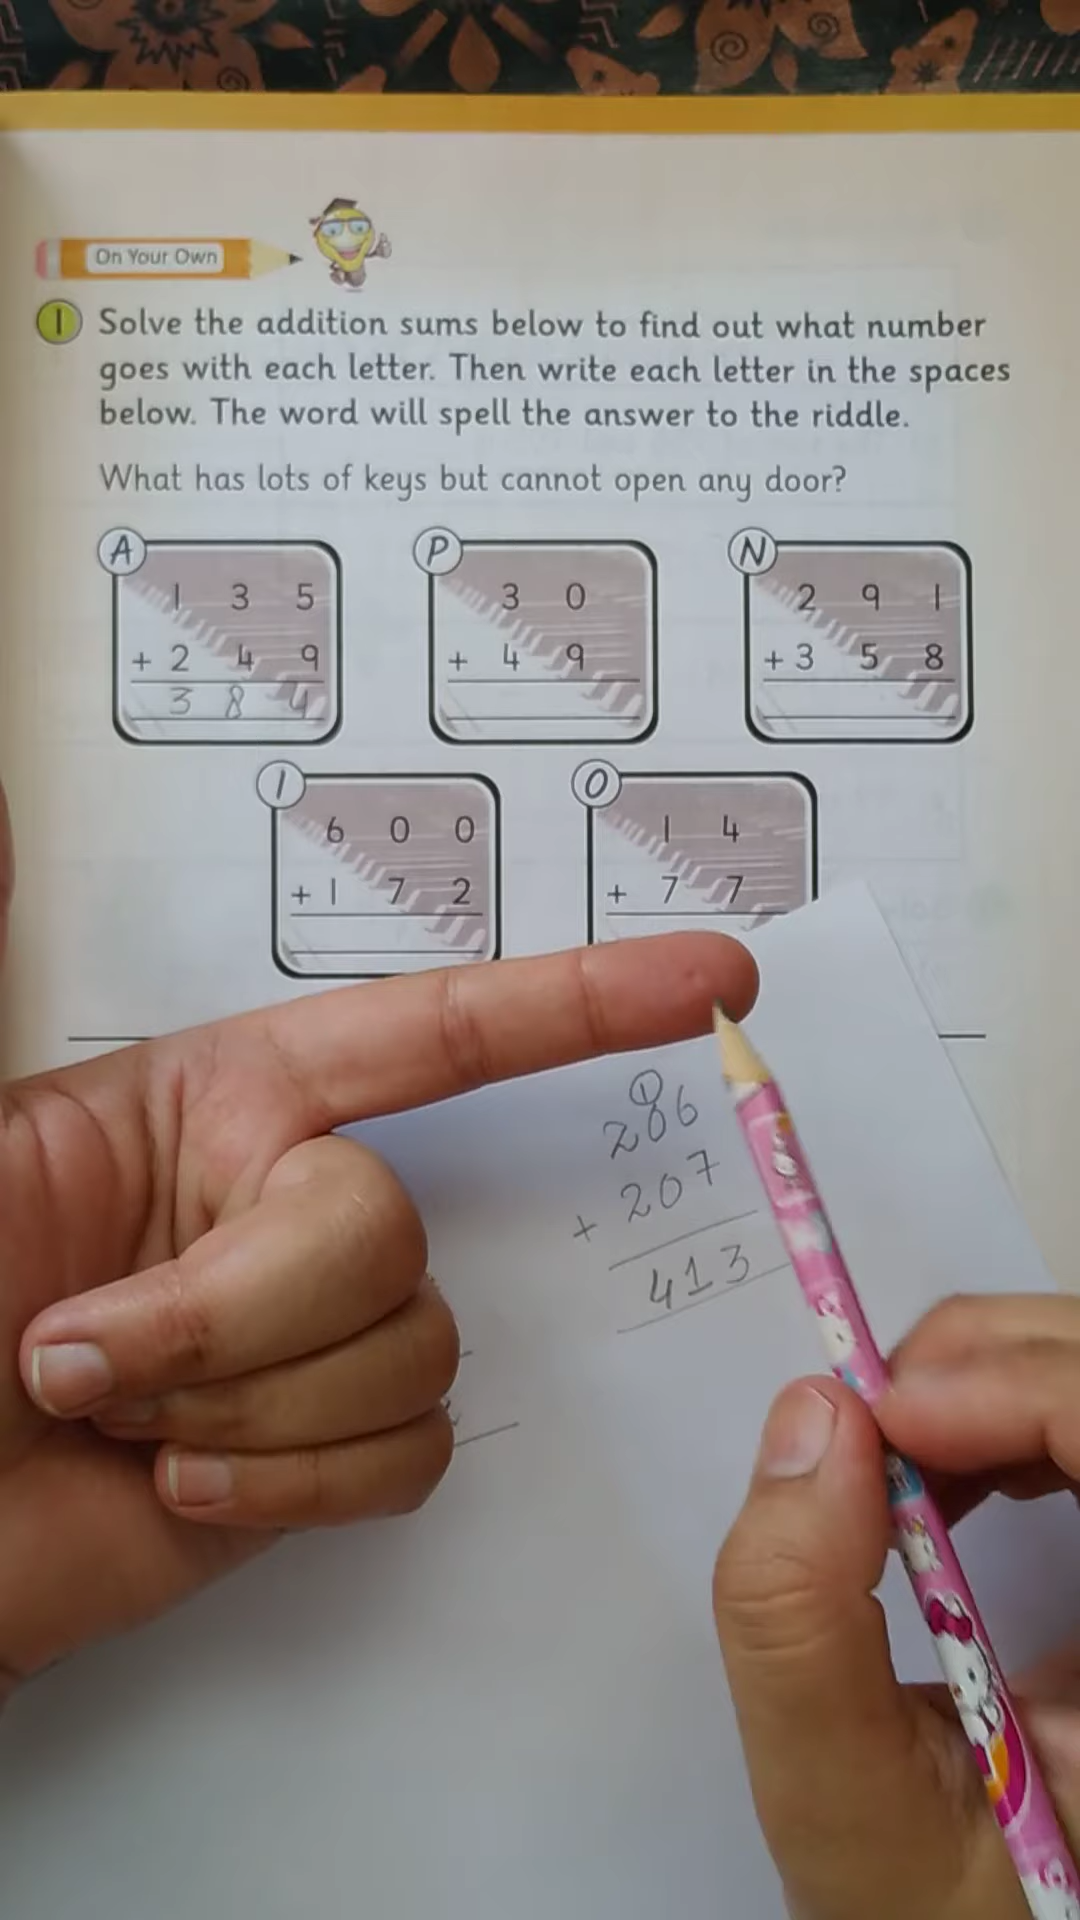 On Your Own
1 Solve the addition sums below to find out what number
goes with each letter. Then write each letter in the spaces
below. The word will spell the answer to the riddle.
What has lots of keys but cannot open any door?
A P N
1 3 5 3 0 2 9 1
+ 2 4 9 + 4 9 + 3 5 8
3 8 4
I O
6 0 0 1 4
+ 1 7 2 + 7 7
1
206
+ 207
413